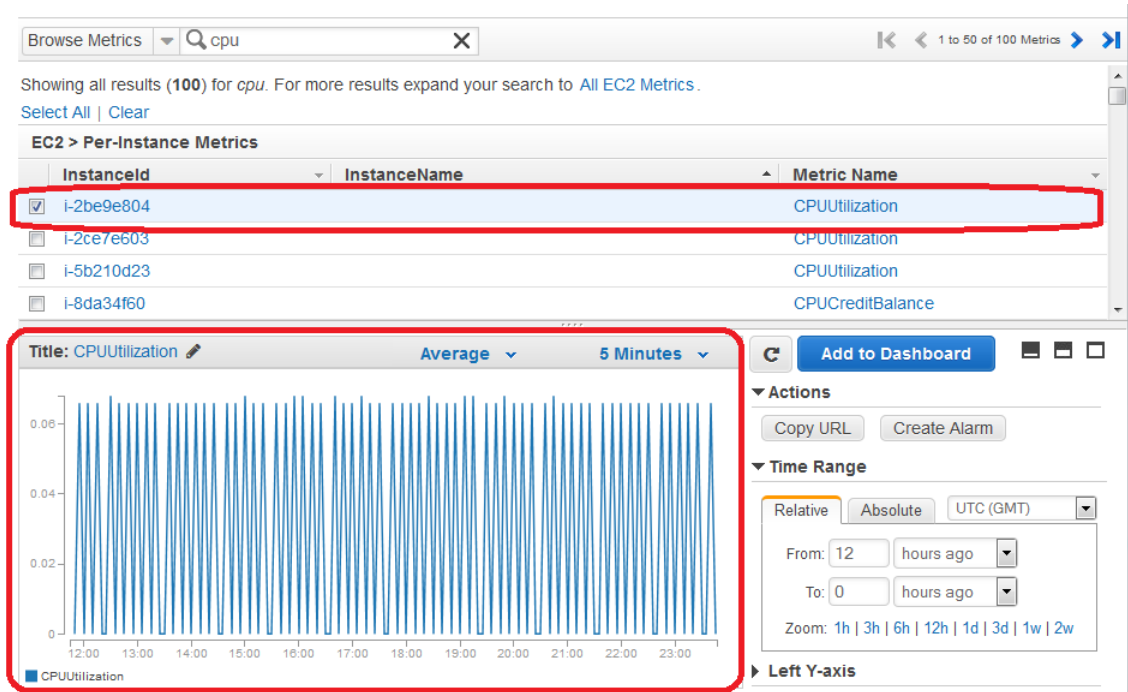 Browse Metrics cpu 1 to 50 of 100 Metrics
Showing all results (100) for cpu. For more results expand your search to All EC2 Metrics.
Select All | Clear
EC2 > Per-Instance Metrics
InstanceId InstanceName Metric Name
i-2be9e804 CPUUtilization
i-2ce7e603 CPUUtilization
i-5b210d23 CPUUtilization
i-8da34f60 CPUCreditBalance
Title: CPUUtilization Average 5 Minutes
0.06
0.04
0.02
0
12:00 13:00 14:00 15:00 16:00 17:00 18:00 19:00 20:00 21:00 22:00 23:00
CPUUtilization
Add to Dashboard
Actions
Copy URL Create Alarm
Time Range
Relative Absolute UTC (GMT)
From: 12 hours ago
To: 0 hours ago
Zoom: 1h | 3h | 6h | 12h | 1d | 3d | 1w | 2w
Left Y-axis